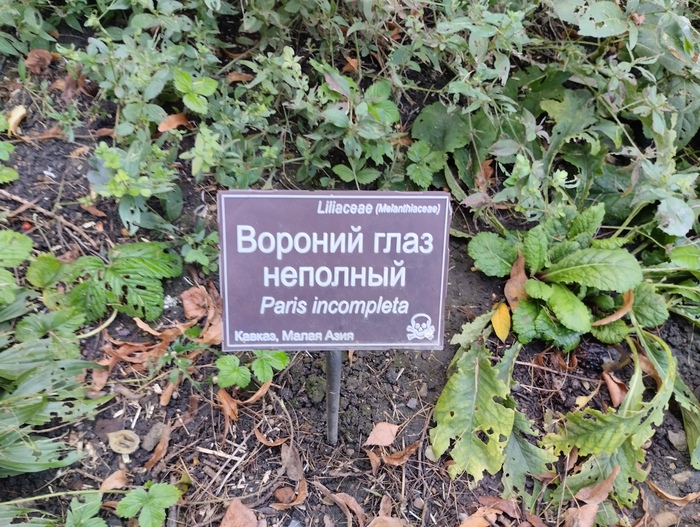 Liliaceae (Melanthiaceae)
Вороний глаз
неполный
Paris incompleta
Кавказ, Малая Азия